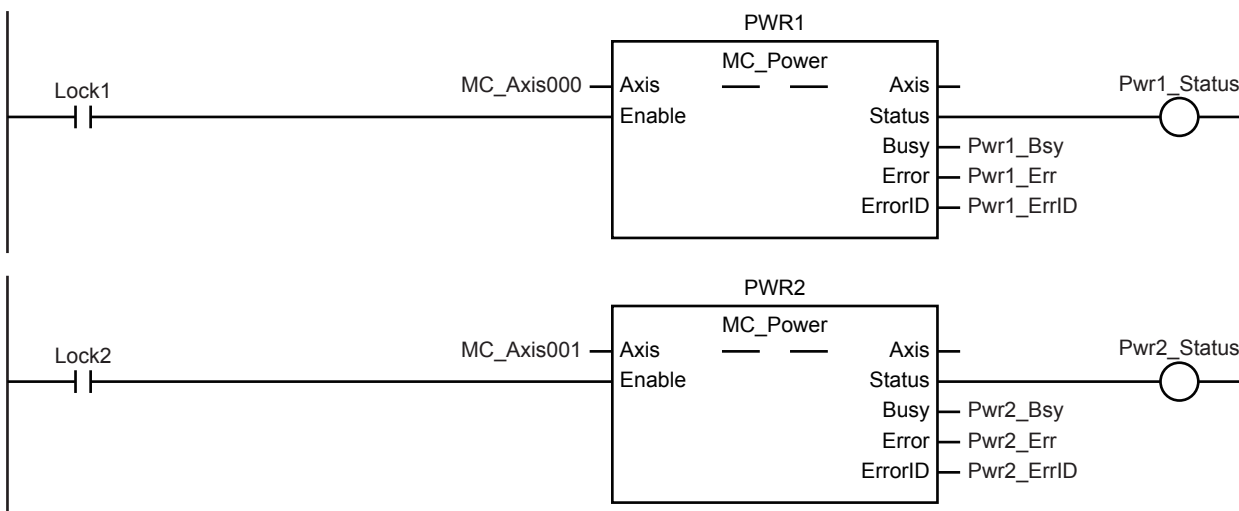 PWR1
MC_Power
Lock1
MC_Axis000
Axis
Axis
Pwr1_Status
Enable
Status
Busy
Pwr1_Bsy
Error
Pwr1_Err
ErrorID
Pwr1_ErrID
PWR2
MC_Power
Lock2
MC_Axis001
Axis
Axis
Pwr2_Status
Enable
Status
Busy
Pwr2_Bsy
Error
Pwr2_Err
ErrorID
Pwr2_ErrID